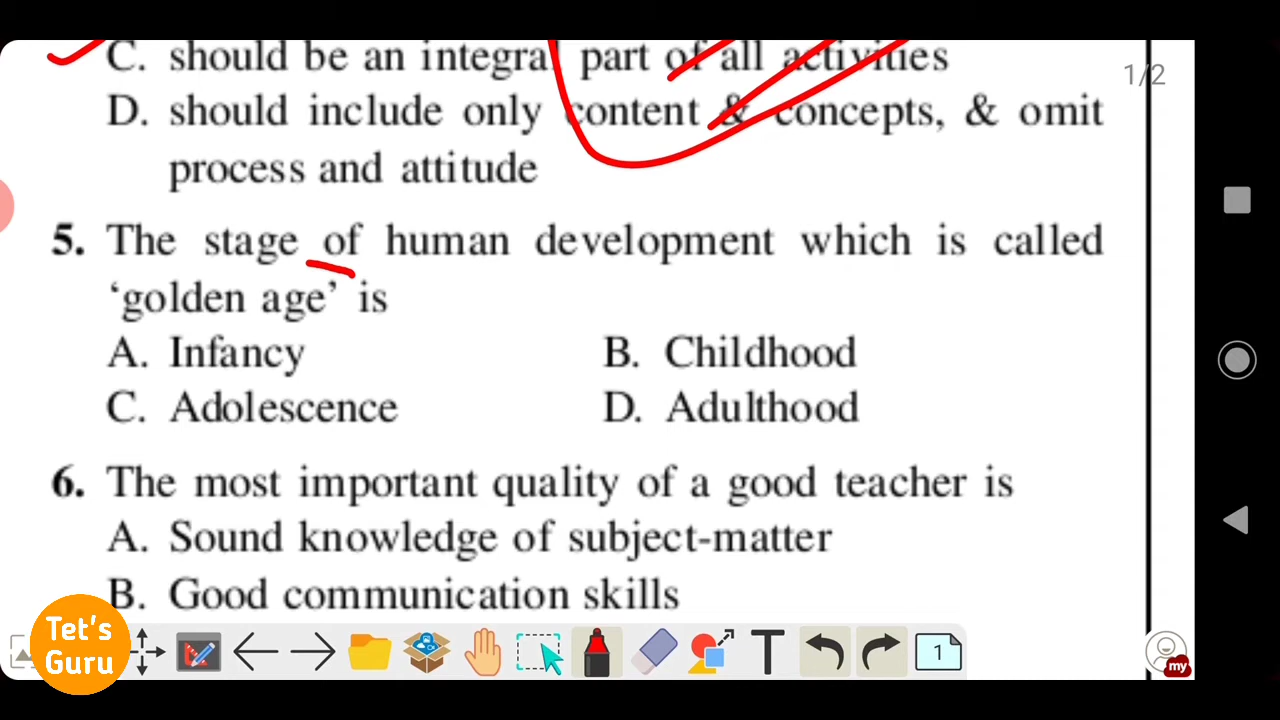 C. should be an integral part of all activities
1/2
D. should include only content & concepts, & omit
process and attitude
5. The stage of human development which is called
‘golden age’ is
A. Infancy B. Childhood
C. Adolescence D. Adulthood
6. The most important quality of a good teacher is
A. Sound knowledge of subject-matter
B. Good communication skills
Tet's
Guru
T
1
my